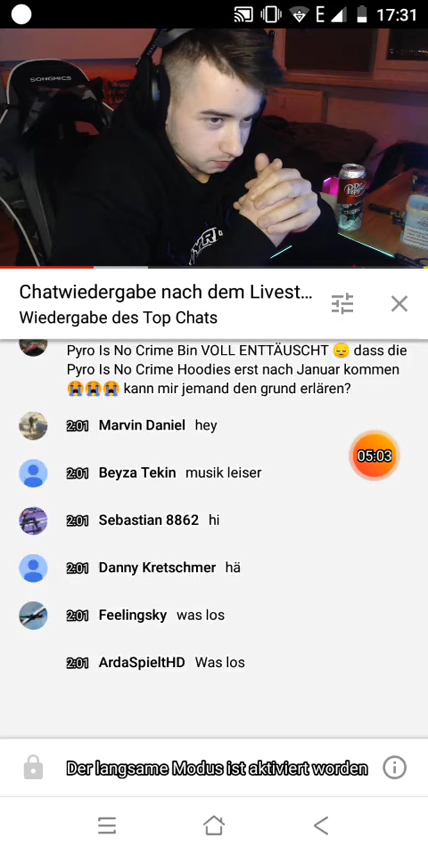 E 17:31
SONGMICS
Dr Pepper
Chatwiedergabe nach dem Livest...
Wiedergabe des Top Chats
Pyro Is No Crime Bin VOLL ENTTÄUSCHT 😔 dass die
Pyro Is No Crime Hoodies erst nach Januar kommen
😭😭😭 kann mir jemand den grund erlären?
2:01 Marvin Daniel hey
05:03
2:01 Beyza Tekin musik leiser
2:01 Sebastian 8862 hi
2:01 Danny Kretschmer hä
2:01 Feelingsky was los
2:01 ArdaSpieltHD Was los
Der langsame Modus ist aktiviert worden